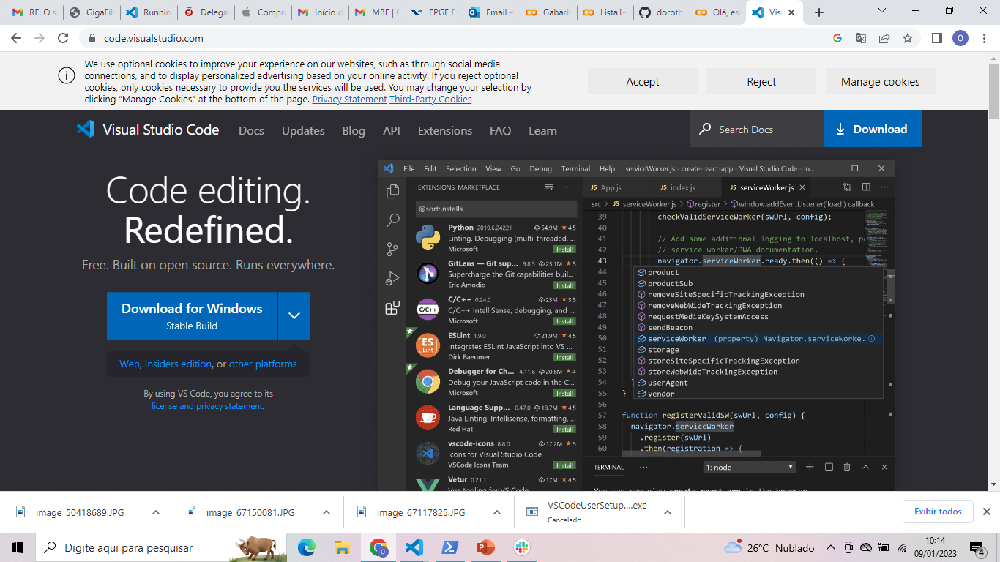 RE: O s
GigaFil
Runnin
Delega
Compra
Início d
MBE | C
EPGE E
Email –
Gabarit
Lista1-I
doroth
Olá, es
Visu
code.visualstudio.com
O
We use optional cookies to improve your experience on our websites, such as through social media
connections, and to display personalized advertising based on your online activity. If you reject optional
cookies, only cookies necessary to provide you the services will be used. You may change your selection by
clicking “Manage Cookies” at the bottom of the page. Privacy Statement Third-Party Cookies
Accept
Reject
Manage cookies
Visual Studio Code
Docs
Updates
Blog
API
Extensions
FAQ
Learn
Search Docs
Download
Code editing.
Redefined.
Free. Built on open source. Runs everywhere.
Download for Windows
Stable Build
Web, Insiders edition, or other platforms
By using VS Code, you agree to its
license and privacy statement.
File Edit Selection View Go Debug Terminal Help serviceWorker.js - create-react-app - Visual Studio Code - In...
EXTENSIONS: MARKETPLACE
@sort:installs
Python 2019.6.24221 54.9M 4.5
Linting, Debugging (multi-threaded, ...
Microsoft Install
GitLens — Git sup... 9.8.5 23.1M 5
Supercharge the Git capabilities buil...
Eric Amodio Install
C/C++ 0.24.0 23M 3.5
C/C++ IntelliSense, debugging, and ...
Microsoft Install
ESLint 1.9.0 21.9M 4.5
Integrates ESLint JavaScript into VS ...
Dirk Baeumer Install
Debugger for Ch... 4.11.6 20.6M 4
Debug your JavaScript code in the C...
Microsoft Install
Language Supp... 0.47.0 18.7M 4.5
Java Linting, Intellisense, formatting, ...
Red Hat Install
vscode-icons 8.8.0 17.2M 5
Icons for Visual Studio Code
VSCode Icons Team Install
Vetur 0.21.1 17M 4.5
Vue tooling for VS Code
JS App.js
JS index.js
JS serviceWorker.js
src > JS serviceWorker.js > register > window.addEventListener('load') callback
39 checkValidServiceWorker(swUrl, config);
40
41 // Add some additional logging to localhost, po
42 // service worker/PWA documentation.
43 navigator.serviceWorker.ready.then(() => {
44 product
45 productSub
46 removeSiteSpecificTrackingException
47 removeWebWideTrackingException
48 requestMediaKeySystemAccess
49 sendBeacon
50 serviceWorker (property) Navigator.serviceWorke...
51 storage
52 storeSiteSpecificTrackingException
53 storeWebWideTrackingException
54 } userAgent
55 } vendor
56
57 function registerValidSW(swUrl, config) {
58 navigator.serviceWorker
59 .register(swUrl)
60 .then(registration => {
TERMINAL ... 1: node
You can now view create-react-app in the browser.
image_50418689.JPG
image_67150081.JPG
image_67117825.JPG
VSCodeUserSetup....exe
Cancelado
Exibir todos
Digite aqui para pesquisar
26°C Nublado
10:14
09/01/2023
4